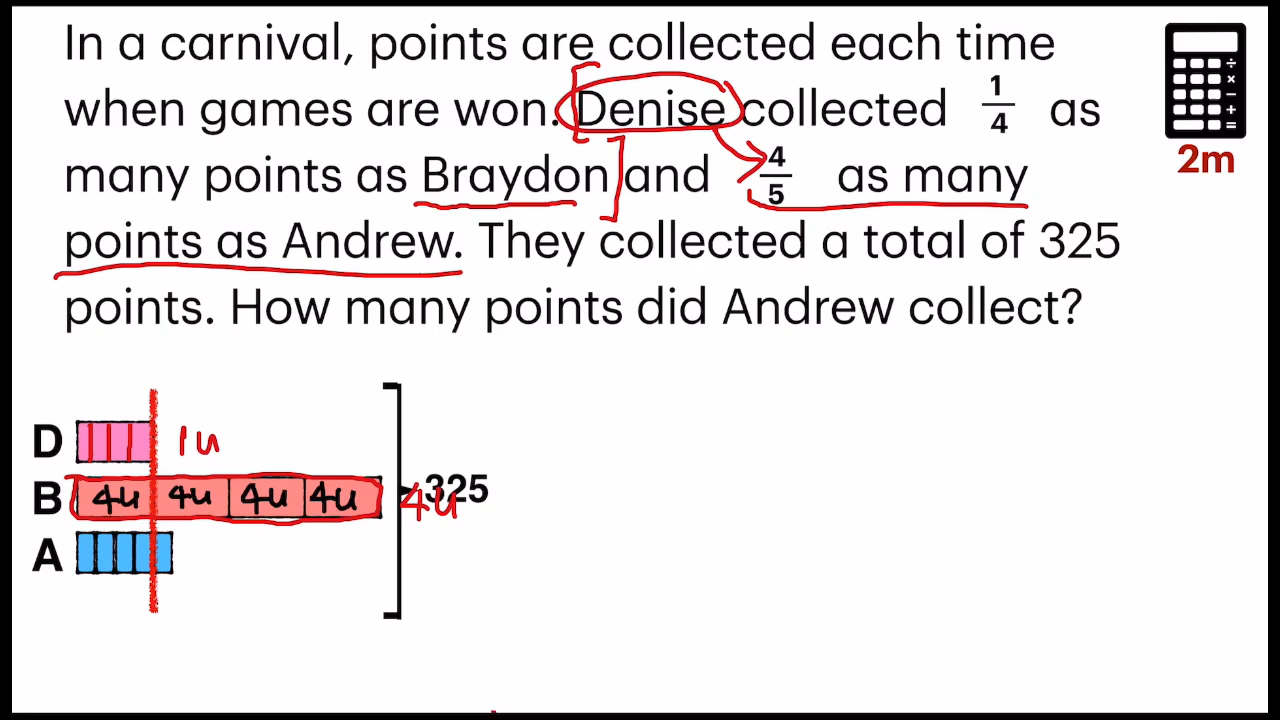 In a carnival, points are collected each time
when games are won. Denise collected 1/4 as
many points as Braydon and 4/5 as many
points as Andrew. They collected a total of 325
points. How many points did Andrew collect?
÷
×
−
+
=
2m
D 1u
B 4u 4u 4u 4u 4u 325
A